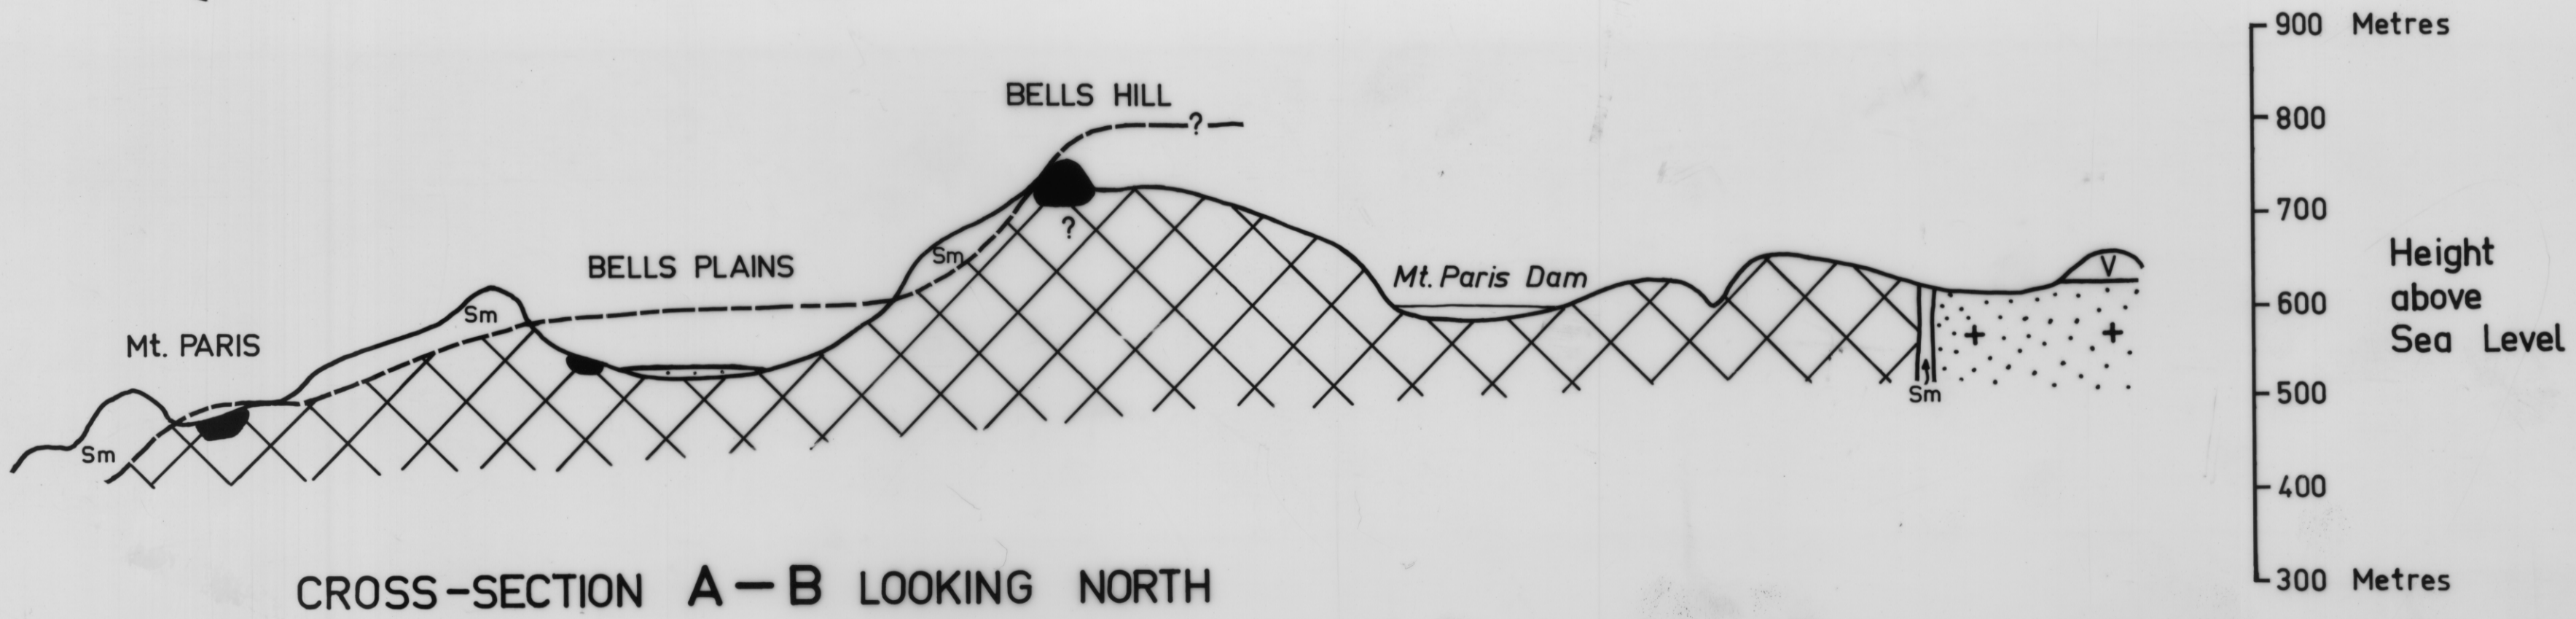 900 Metres
BELLS HILL
?
800
700
?
Sm
BELLS PLAINS
Mt. Paris Dam
V
Height
above
Sea Level
600
Sm
Mt. PARIS
+ +
500
Sm
Sm
400
300 Metres
CROSS-SECTION A-B LOOKING NORTH